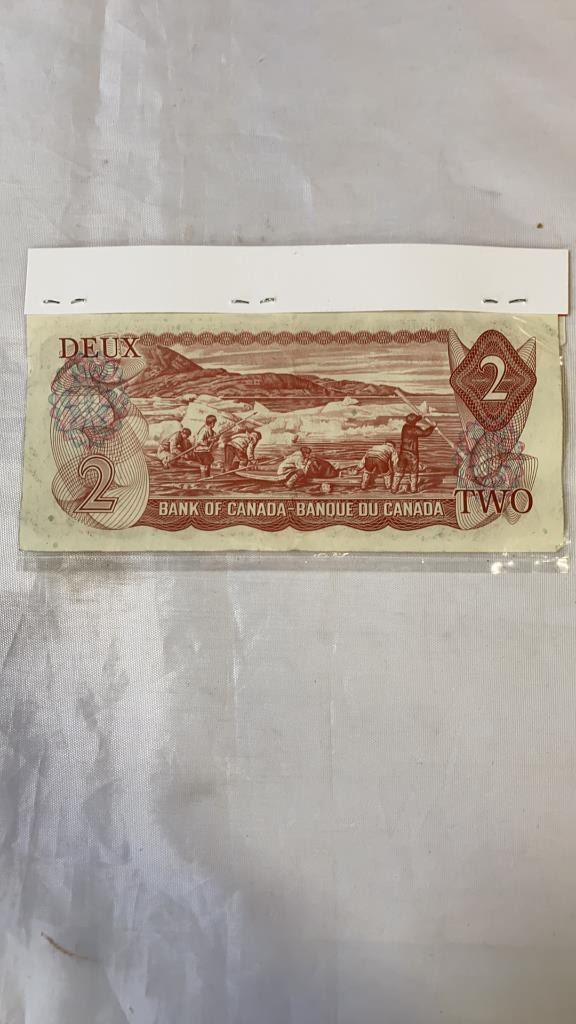 DEUX
2
2
BANK OF CANADA-BANQUE DU CANADA
TWO